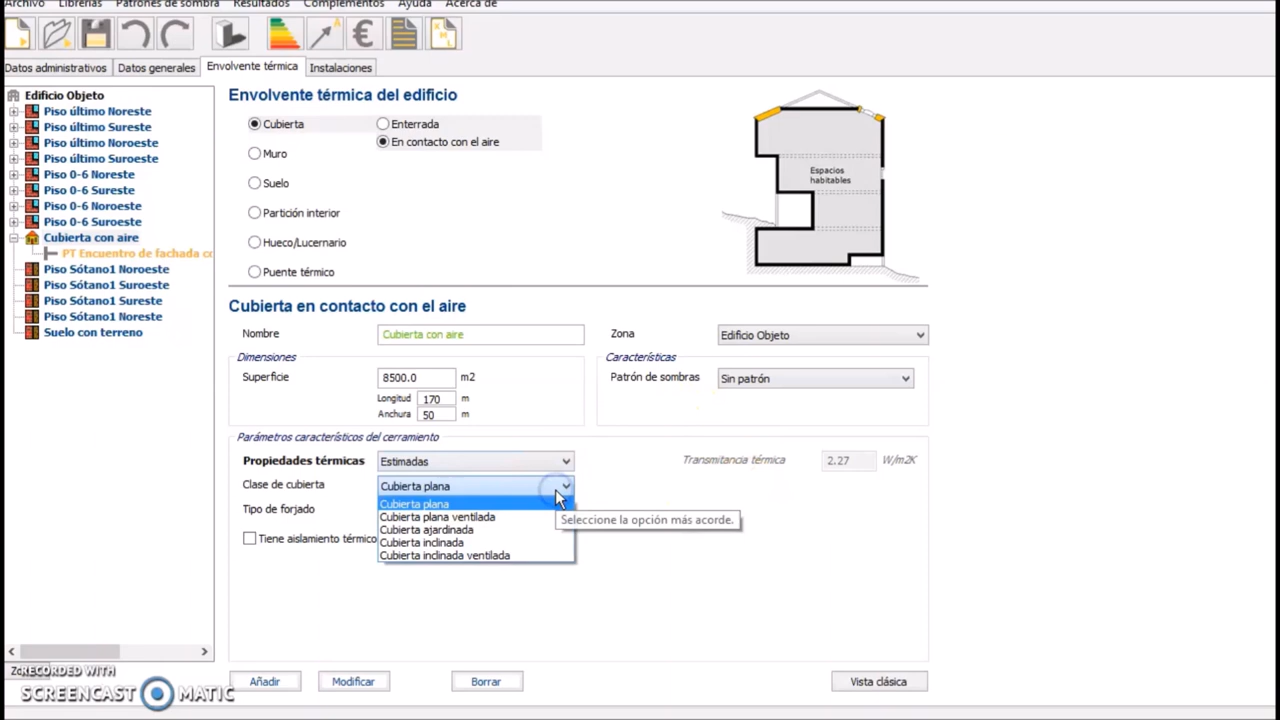 Archivo Librerías Patrones de sombra Resultados Complementos Ayuda Acerca de
€
XML
Datos administrativos Datos generales Envolvente térmica Instalaciones
Edificio Objeto
Piso último Noreste
Piso último Sureste
Piso último Noroeste
Piso último Suroeste
Piso 0-6 Noreste
Piso 0-6 Sureste
Piso 0-6 Noroeste
Piso 0-6 Suroeste
Cubierta con aire
PT Encuentro de fachada co
Piso Sótano1 Noroeste
Piso Sótano1 Suroeste
Piso Sótano1 Sureste
Piso Sótano1 Noreste
Suelo con terreno
Envolvente térmica del edificio
Cubierta
Enterrada
En contacto con el aire
Muro
Suelo
Partición interior
Hueco/Lucernario
Puente térmico
Espacios
habitables
Cubierta en contacto con el aire
Nombre Cubierta con aire Zona Edificio Objeto
Dimensiones
Superficie 8500.0 m2
Longitud 170 m
Anchura 50 m
Características
Patrón de sombras Sin patrón
Parámetros característicos del cerramiento
Propiedades térmicas Estimadas Transmitancia térmica 2.27 W/m2K
Clase de cubierta Cubierta plana
Cubierta plana
Cubierta plana ventilada
Cubierta ajardinada
Cubierta inclinada
Cubierta inclinada ventilada
Seleccione la opción más acorde.
Tipo de forjado
Tiene aislamiento térmico
Añadir Modificar Borrar Vista clásica
RECORDED WITH
SCREENCAST MATIC